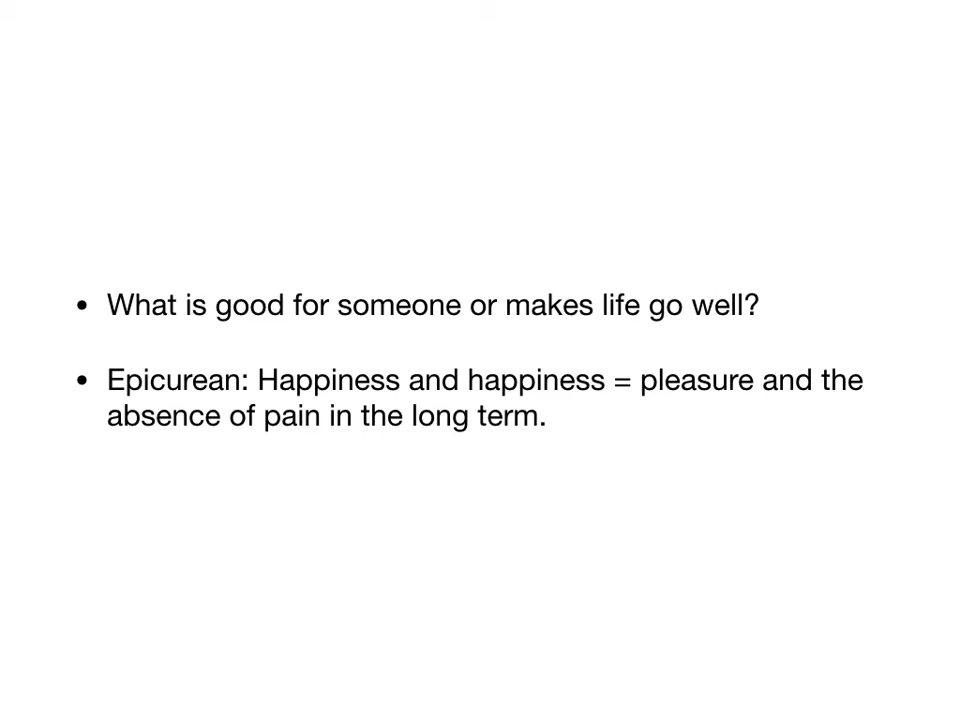 • What is good for someone or makes life go well?
• Epicurean: Happiness and happiness = pleasure and the
absence of pain in the long term.